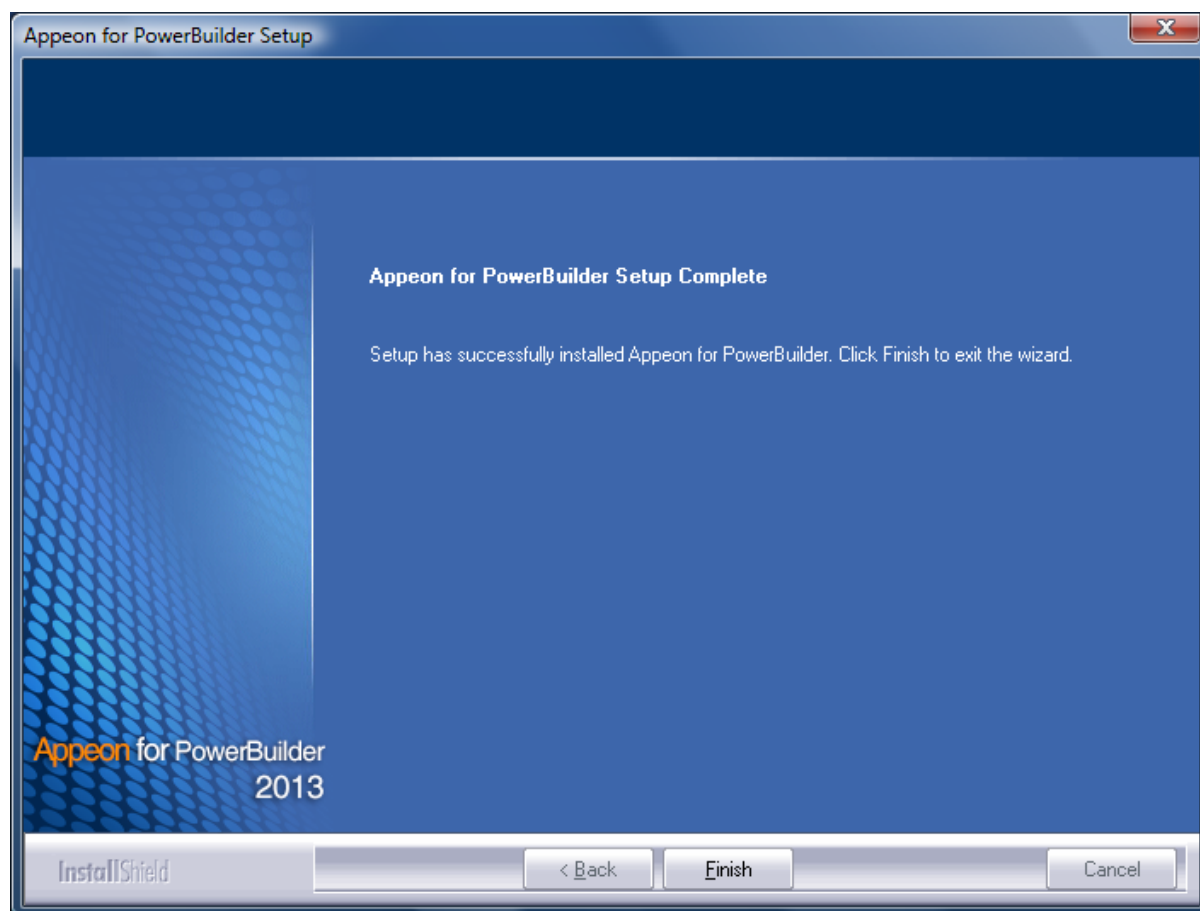 Appeon for PowerBuilder Setup
Appeon for PowerBuilder Setup Complete
Setup has successfully installed Appeon for PowerBuilder. Click Finish to exit the wizard.
Appeon for PowerBuilder
2013
InstallShield
< Back
Finish
Cancel